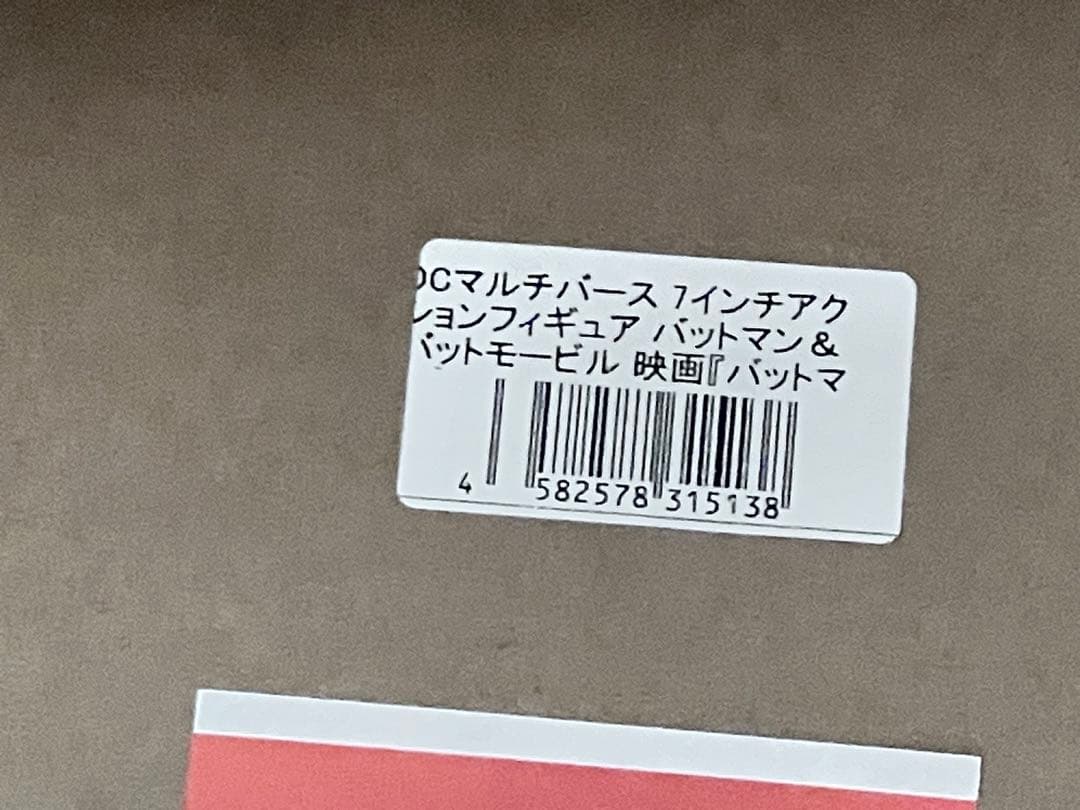 DCマルチバース 7インチアク
ションフィギュア バットマン&
バットモービル 映画『バットマ
4 582578 315138